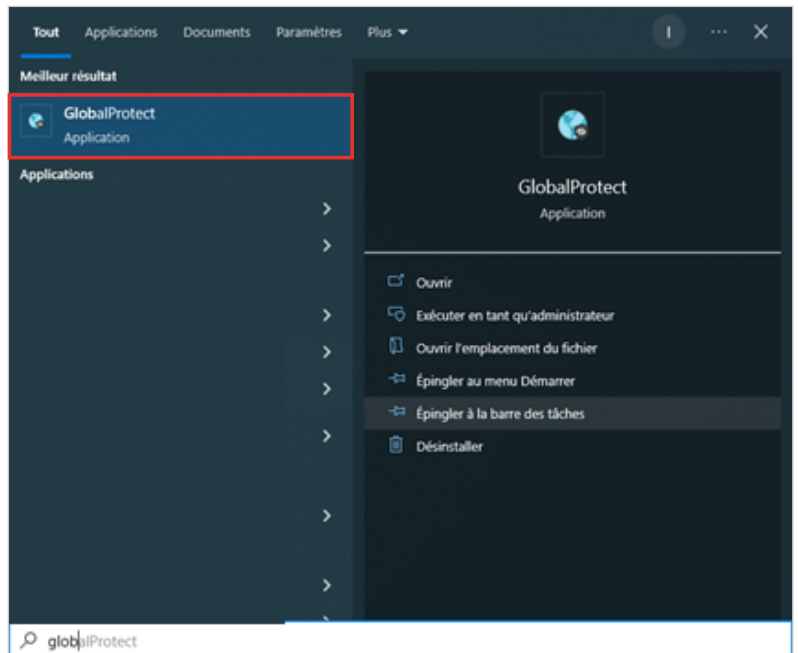 Tout Applications Documents Paramètres Plus I ...
Meilleur résultat
GlobalProtect
Application
Applications
GlobalProtect
Application
Ouvrir
Exécuter en tant qu'administrateur
Ouvrir l'emplacement du fichier
Épingler au menu Démarrer
Épingler à la barre des tâches
Désinstaller
globalProtect